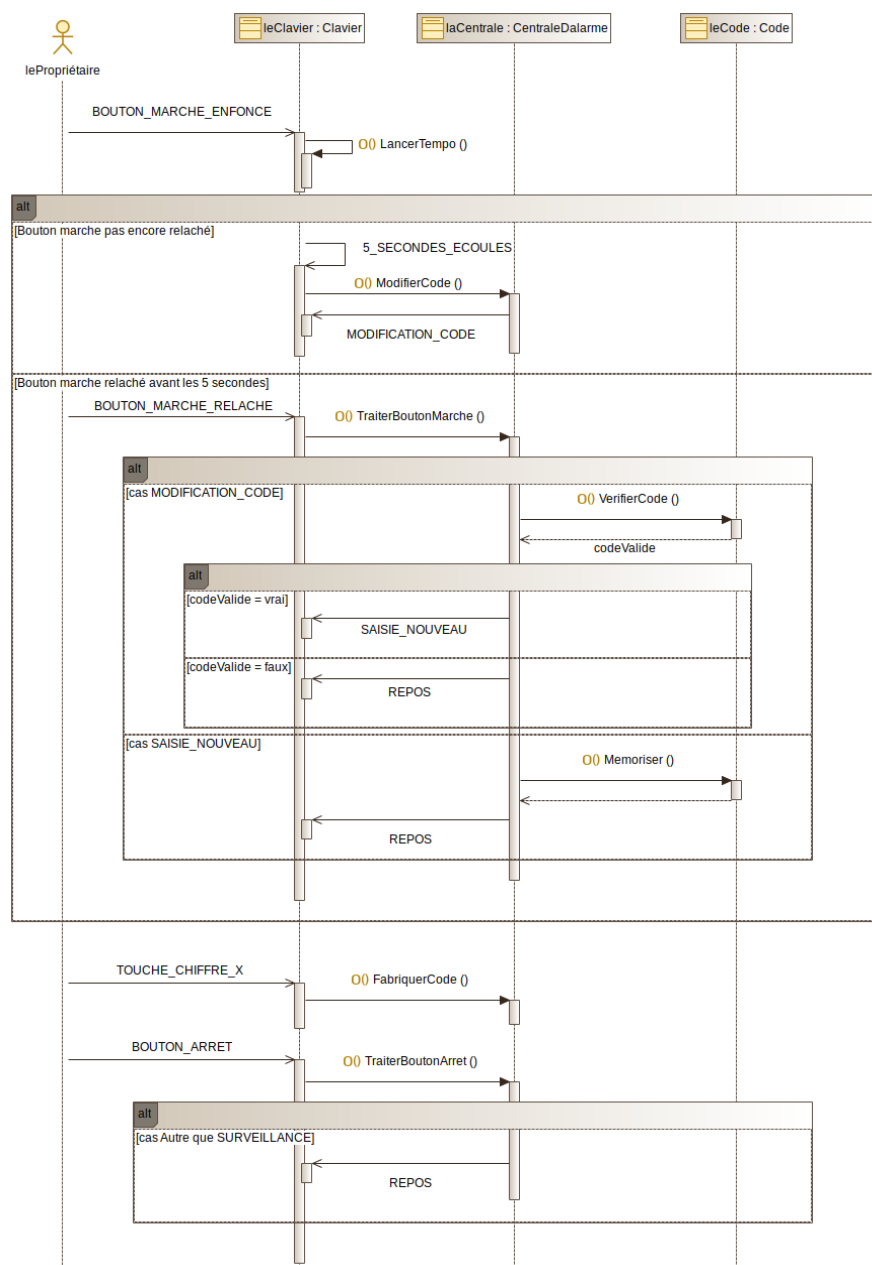 leClavier : Clavier
laCentrale : CentraleDalarme
leCode : Code
lePropriétaire
BOUTON_MARCHE_ENFONCE
O() LancerTempo ()
alt
[Bouton marche pas encore relaché]
5_SECONDES_ECOULES
O() ModifierCode ()
MODIFICATION_CODE
[Bouton marche relaché avant les 5 secondes]
BOUTON_MARCHE_RELACHE
O() TraiterBoutonMarche ()
alt
[cas MODIFICATION_CODE]
O() VerifierCode ()
codeValide
alt
[codeValide = vrai]
SAISIE_NOUVEAU
[codeValide = faux]
REPOS
[cas SAISIE_NOUVEAU]
O() Memoriser ()
REPOS
TOUCHE_CHIFFRE_X
O() FabriquerCode ()
BOUTON_ARRET
O() TraiterBoutonArret ()
alt
[cas Autre que SURVEILLANCE]
REPOS